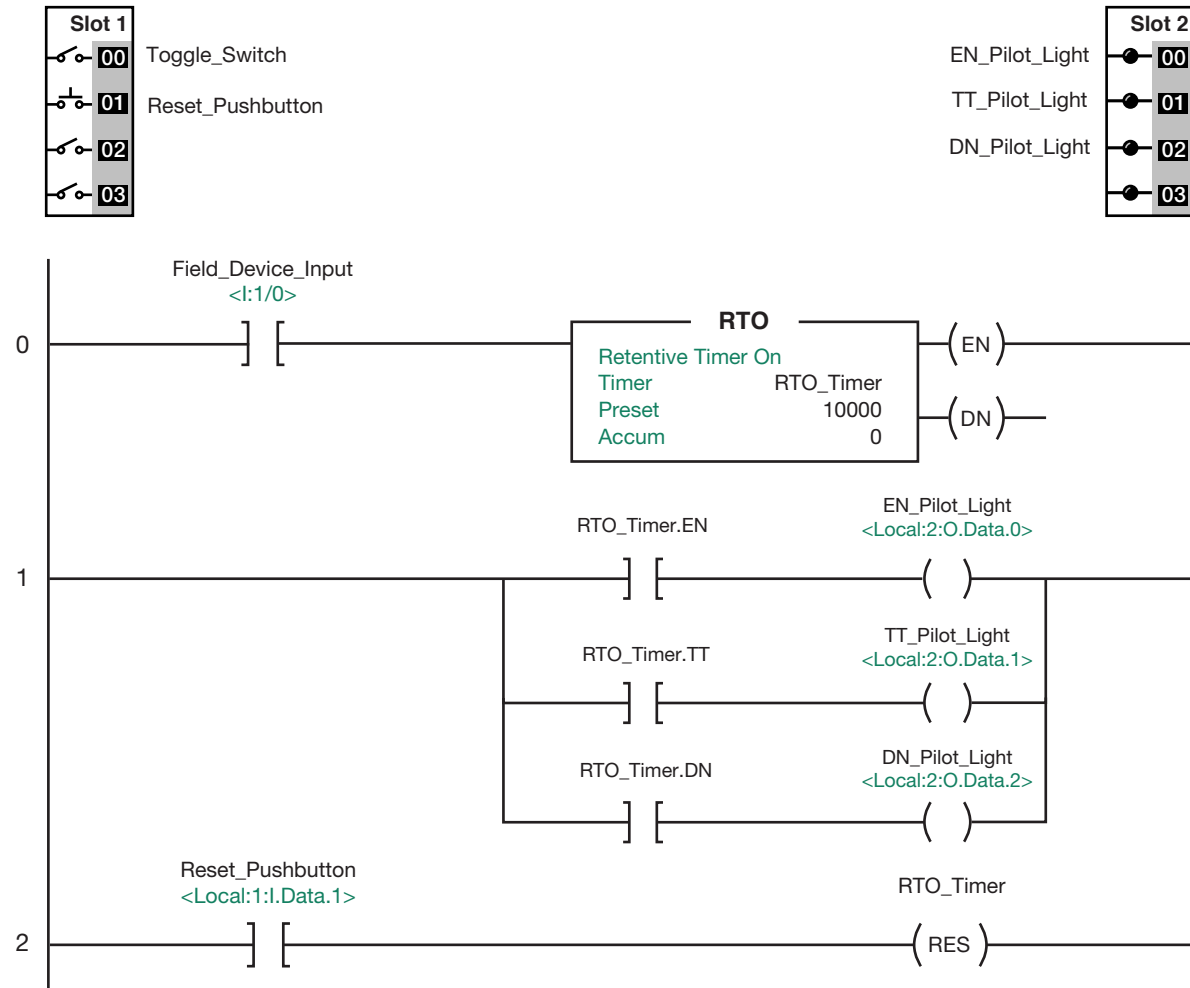 Slot 1
00 Toggle_Switch
01 Reset_Pushbutton
02
03
Slot 2
EN_Pilot_Light 00
TT_Pilot_Light 01
DN_Pilot_Light 02
03
Field_Device_Input
<I:1/0>
0
RTO
Retentive Timer On
Timer RTO_Timer
Preset 10000
Accum 0
EN
DN
1
RTO_Timer.EN
EN_Pilot_Light
<Local:2:O.Data.0>
RTO_Timer.TT
TT_Pilot_Light
<Local:2:O.Data.1>
RTO_Timer.DN
DN_Pilot_Light
<Local:2:O.Data.2>
Reset_Pushbutton
<Local:1:I.Data.1>
RTO_Timer
2
RES